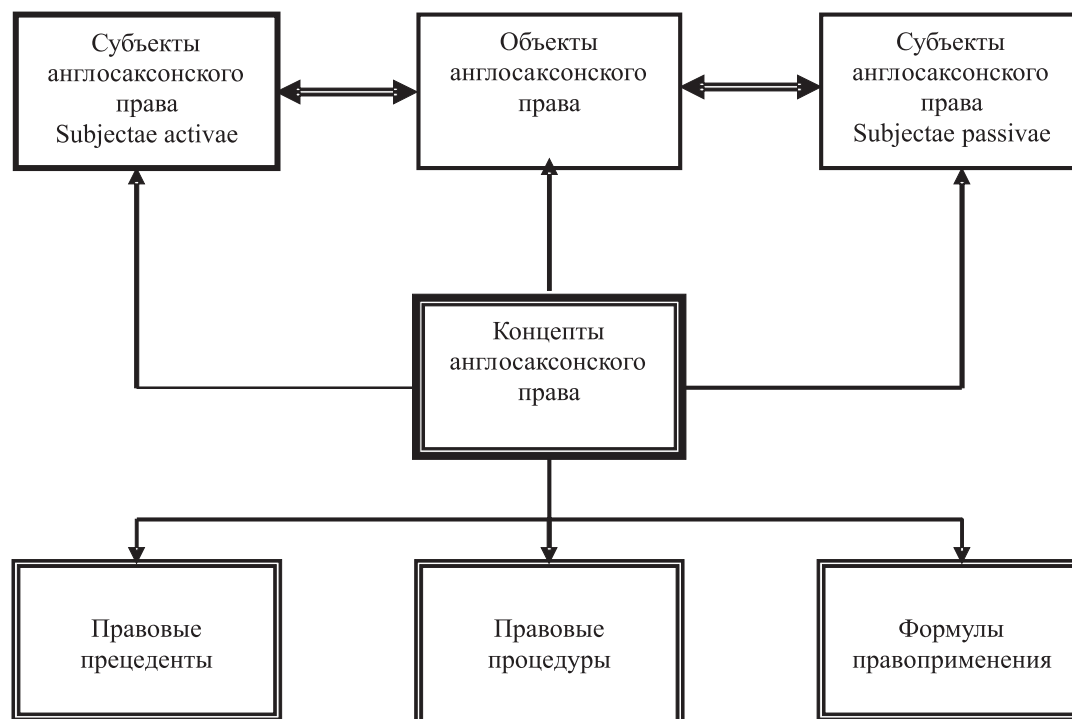 Субъекты
англосаксонского
права
Subjectae activae
Объекты
англосаксонского
права
Субъекты
англосаксонского
права
Subjectae passivae
Концепты
англосаксонского
права
Правовые
прецеденты
Правовые
процедуры
Формулы
правоприменения